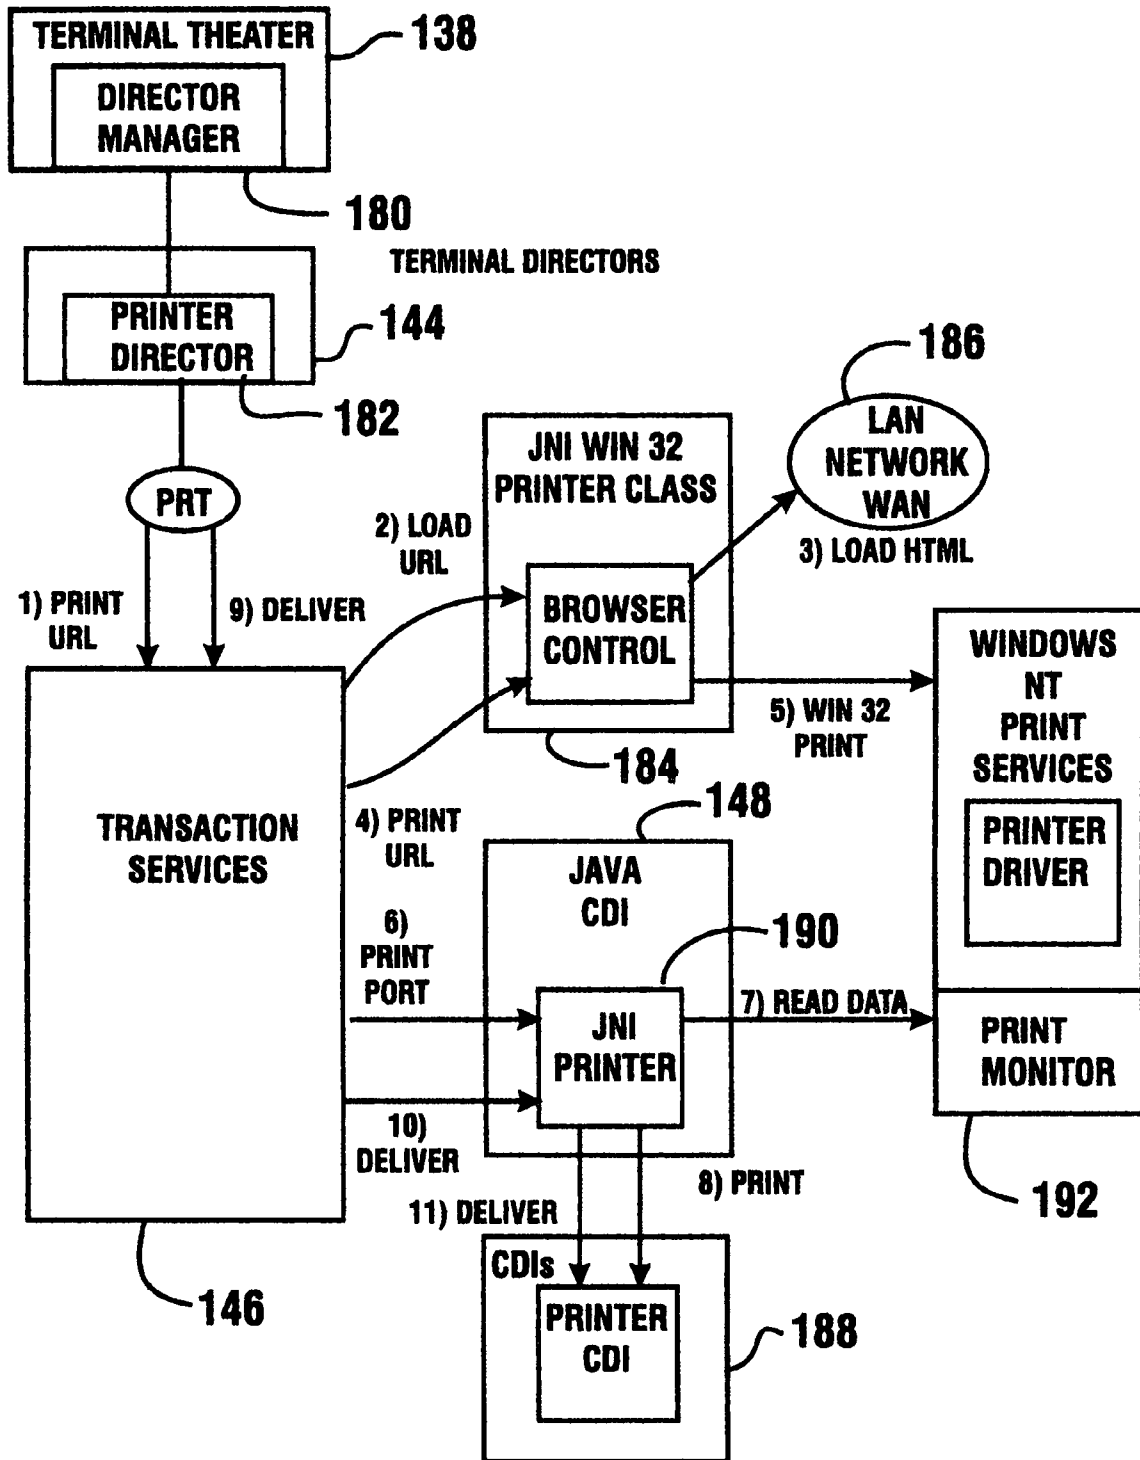 TERMINAL THEATER
138
DIRECTOR
MANAGER
180
TERMINAL DIRECTORS
PRINTER
DIRECTOR
144
182
PRT
1) PRINT
URL
9) DELIVER
2) LOAD
URL
JNI WIN 32
PRINTER CLASS
BROWSER
CONTROL
184
186
LAN
NETWORK
WAN
3) LOAD HTML
5) WIN 32
PRINT
WINDOWS
NT
PRINT
SERVICES
PRINTER
DRIVER
PRINT
MONITOR
192
TRANSACTION
SERVICES
146
4) PRINT
URL
6)
PRINT
PORT
10)
DELIVER
148
JAVA
CDI
190
JNI
PRINTER
7) READ DATA
8) PRINT
11) DELIVER
CDIs
PRINTER
CDI
188